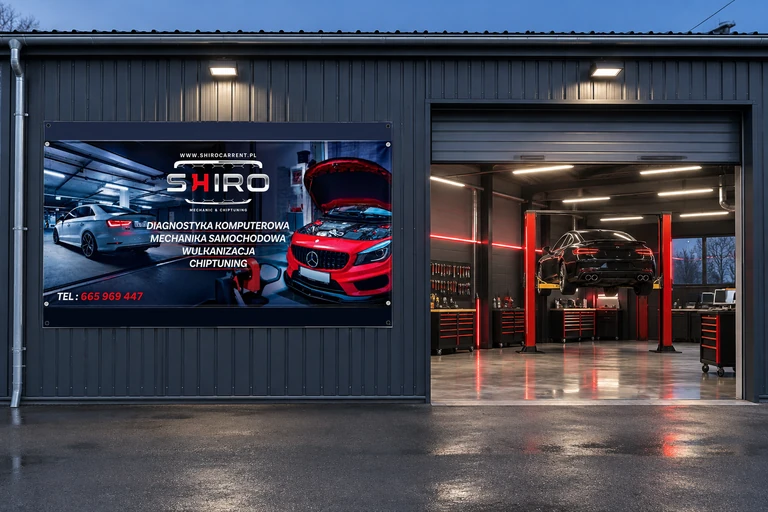 WWW.SHIROCARRENT.PL
SHIRO
MECHANIC & CHIPTUNING
DIAGNOSTYKA KOMPUTEROWA
MECHANIKA SAMOCHODOWA
WULKANIZACJA
CHIPTUNING
TEL: 665 969 447